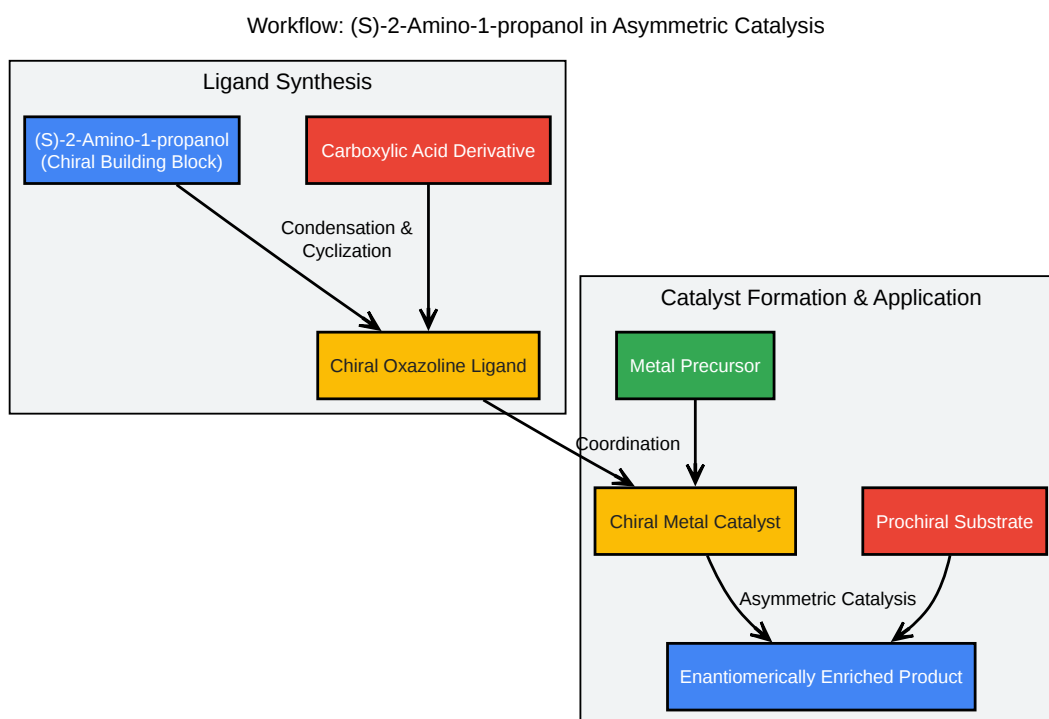 Workflow: (S)-2-Amino-1-propanol in Asymmetric Catalysis
Ligand Synthesis
(S)-2-Amino-1-propanol
(Chiral Building Block)
Carboxylic Acid Derivative
Condensation &
Cyclization
Chiral Oxazoline Ligand
Catalyst Formation & Application
Metal Precursor
Coordination
Chiral Metal Catalyst
Prochiral Substrate
Asymmetric Catalysis
Enantiomerically Enriched Product